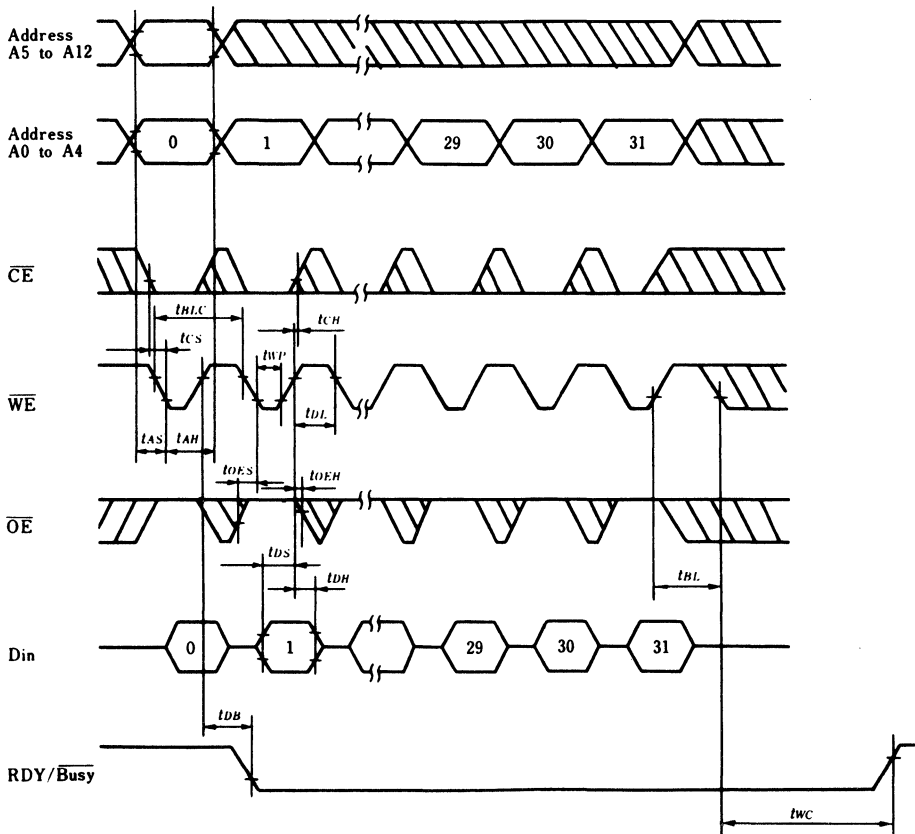 Address
A5 to A12
Address
A0 to A4
0
1
29
30
31
CE
tBLC
tCH
tCS
tWP
WE
tDL
tAS
tAH
tOES
tOEH
OE
tDS
tDH
tBL
Din
0
1
29
30
31
tDB
RDY/Busy
tWC